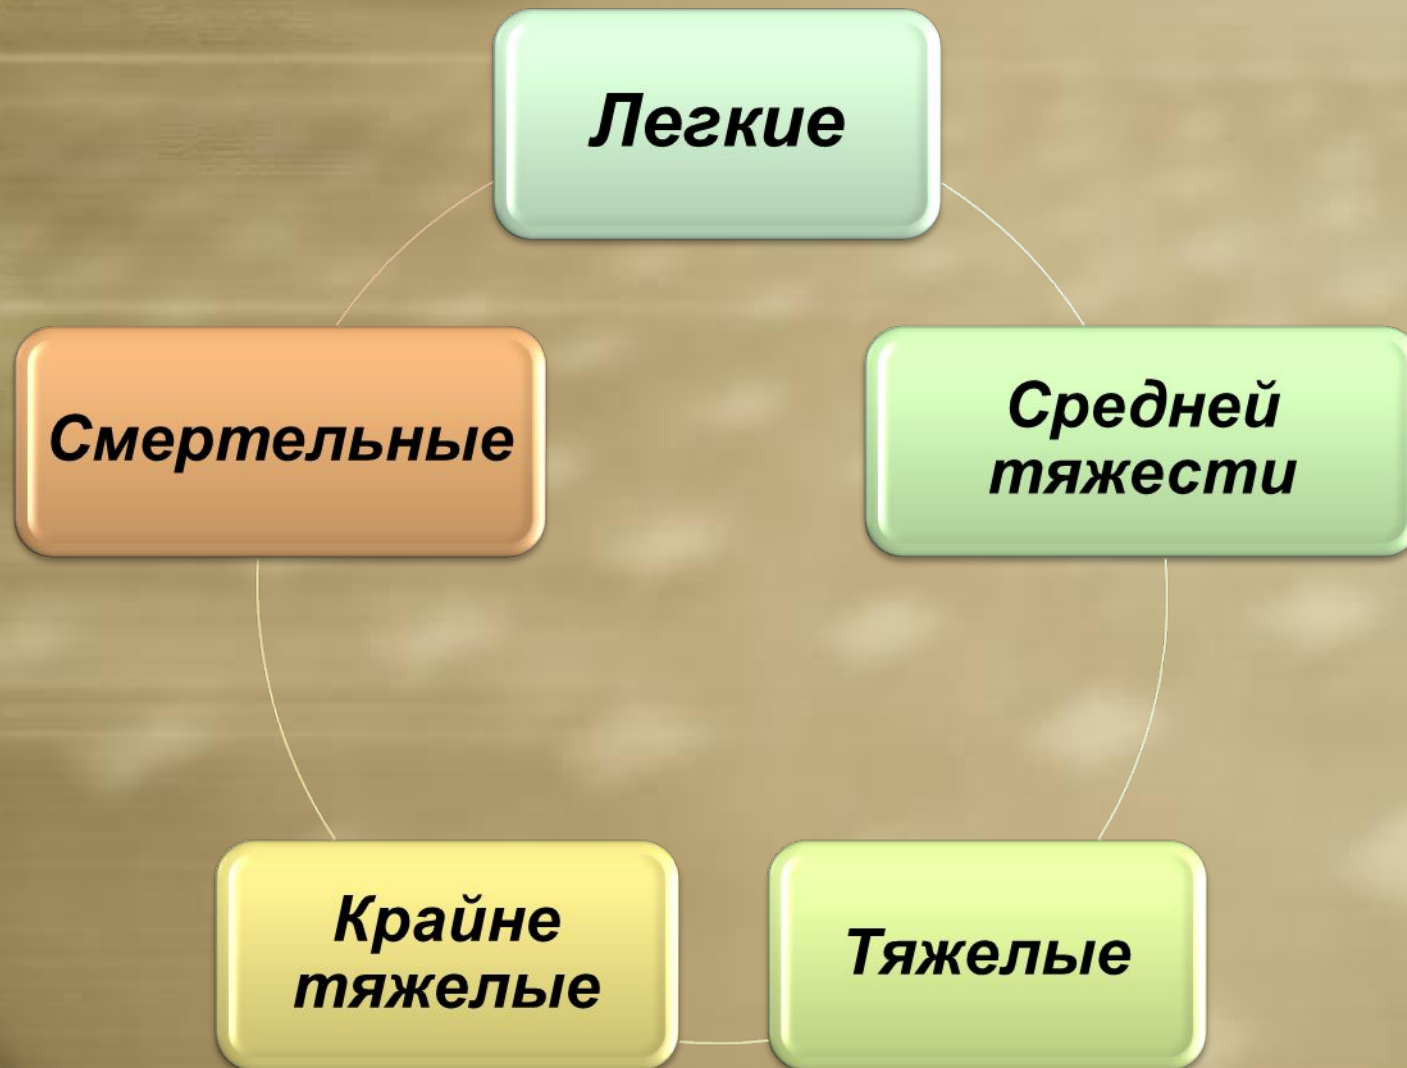 Легкие
Смертельные
Средней
тяжести
Крайне
тяжелые
Тяжелые